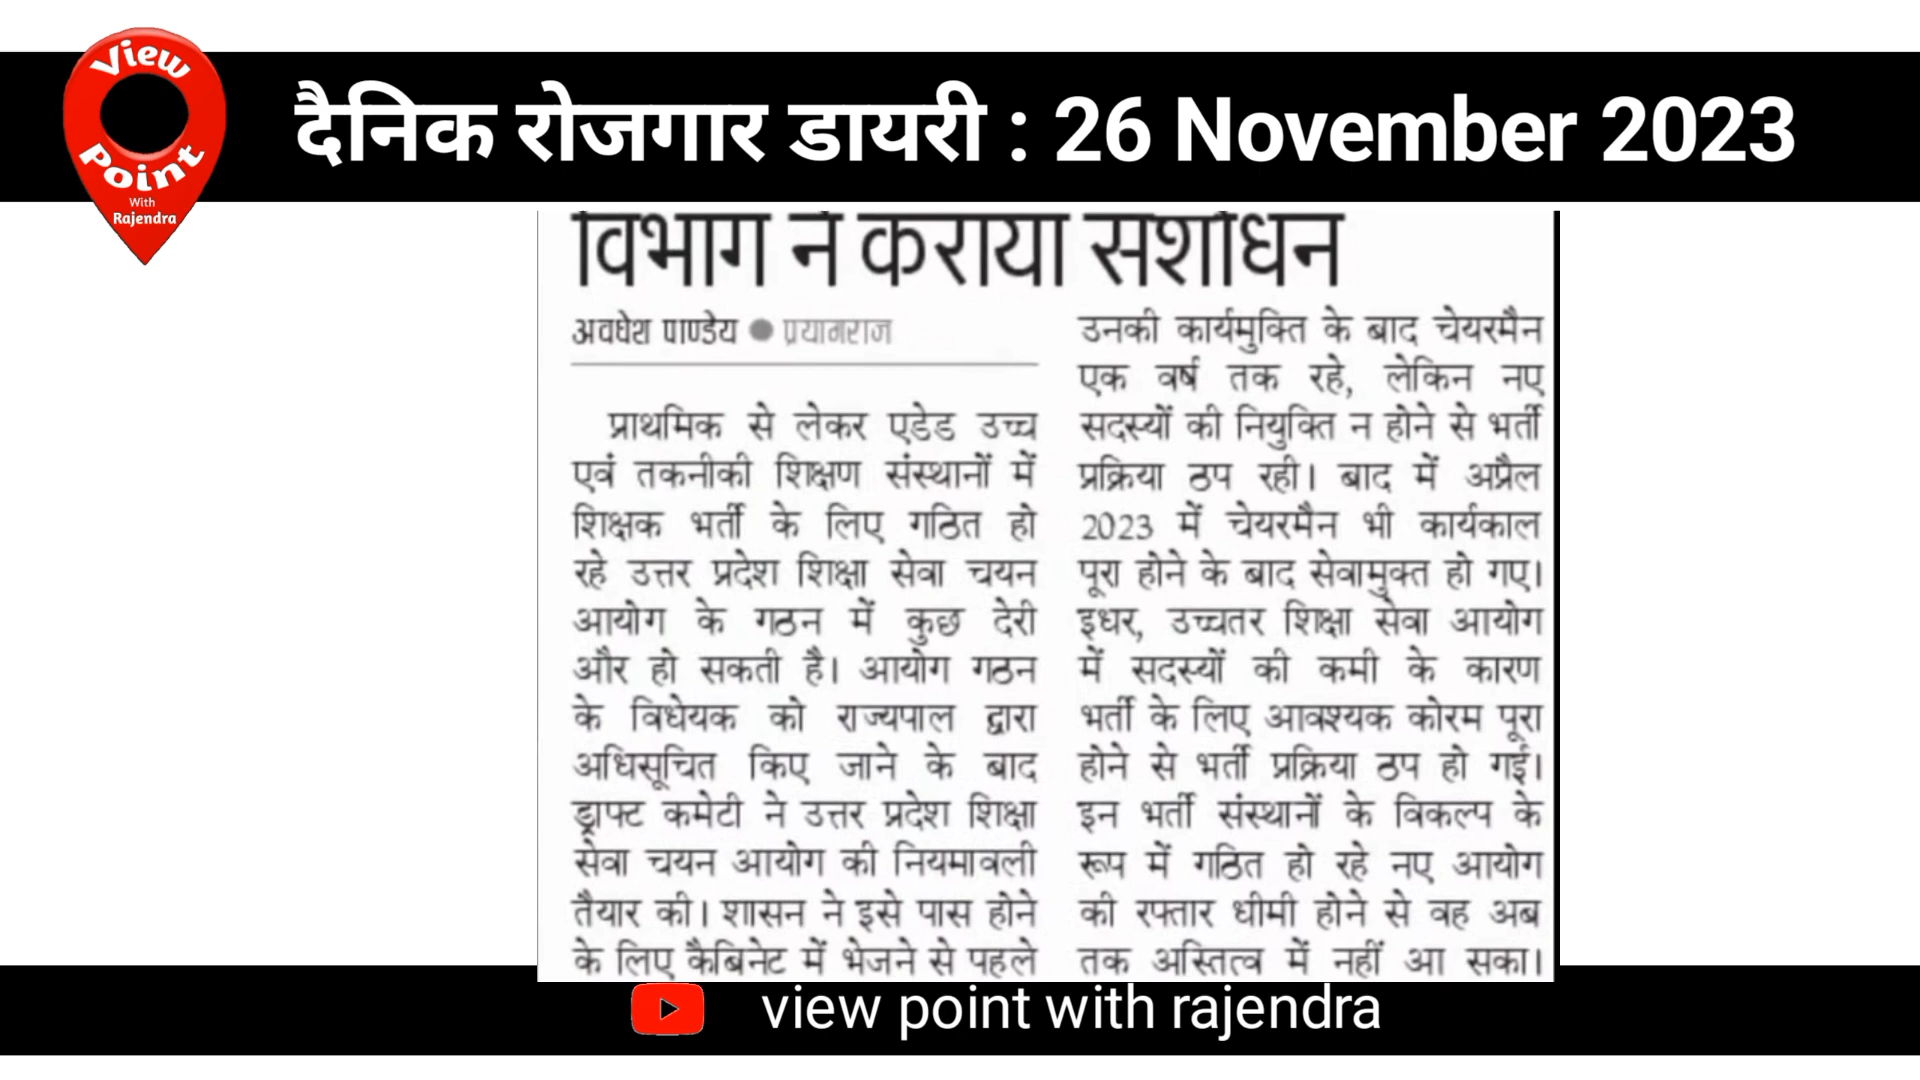 View
Point
With
Rajendra
दैनिक रोजगार डायरी : 26 November 2023
विभाग ने कराया संशोधन
अवधेश पाण्डेय ● प्रयागराज
प्राथमिक से लेकर एडेड उच्च
एवं तकनीकी शिक्षण संस्थानों में
शिक्षक भर्ती के लिए गठित हो
रहे उत्तर प्रदेश शिक्षा सेवा चयन
आयोग के गठन में कुछ देरी
और हो सकती है। आयोग गठन
के विधेयक को राज्यपाल द्वारा
अधिसूचित किए जाने के बाद
ड्राफ्ट कमेटी ने उत्तर प्रदेश शिक्षा
सेवा चयन आयोग की नियमावली
तैयार की। शासन ने इसे पास होने
के लिए कैबिनेट में भेजने से पहले
उनकी कार्यमुक्ति के बाद चेयरमैन
एक वर्ष तक रहे, लेकिन नए
सदस्यों की नियुक्ति न होने से भर्ती
प्रक्रिया ठप रही। बाद में अप्रैल
2023 में चेयरमैन भी कार्यकाल
पूरा होने के बाद सेवामुक्त हो गए।
इधर, उच्चतर शिक्षा सेवा आयोग
में सदस्यों की कमी के कारण
भर्ती के लिए आवश्यक कोरम पूरा
होने से भर्ती प्रक्रिया ठप हो गई।
इन भर्ती संस्थानों के विकल्प के
रूप में गठित हो रहे नए आयोग
की रफ्तार धीमी होने से वह अब
तक अस्तित्व में नहीं आ सका।
view point with rajendra